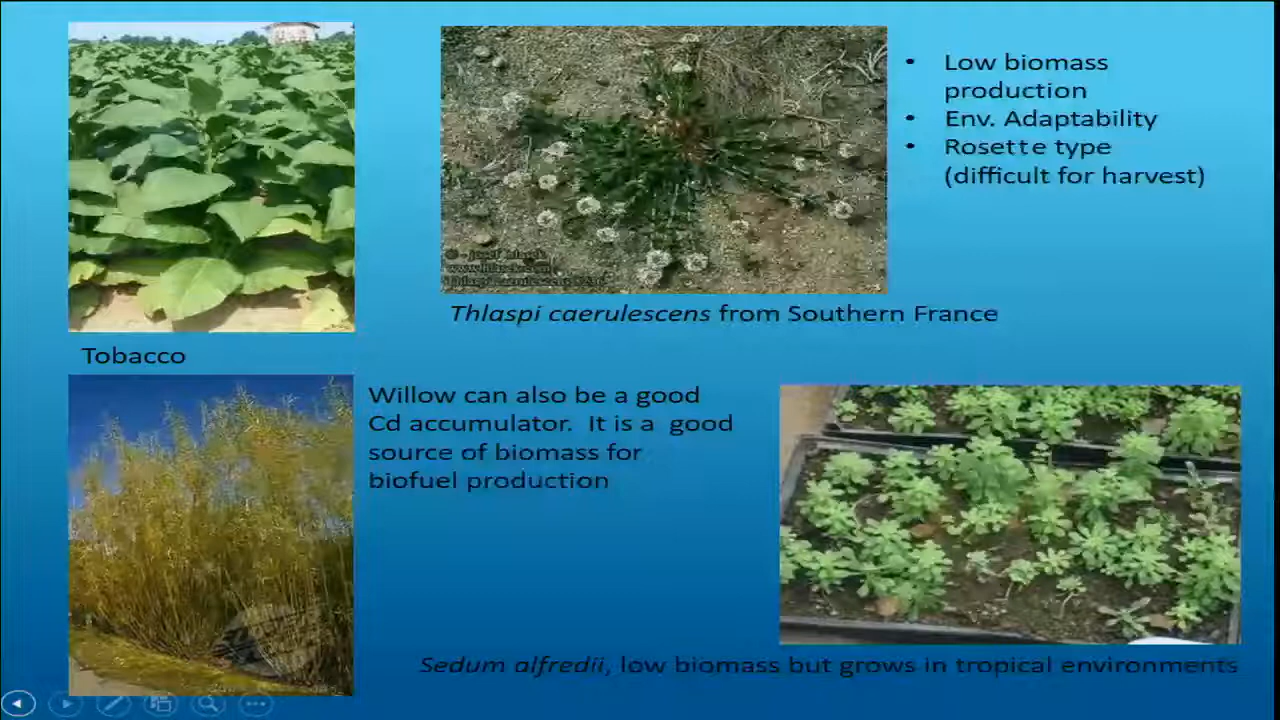 • Low biomass
production
• Env. Adaptability
• Rosette type
(difficult for harvest)
Thlaspi caerulescens from Southern France
Tobacco
Willow can also be a good
Cd accumulator. It is a good
source of biomass for
biofuel production
Sedum alfredii, low biomass but grows in tropical environments